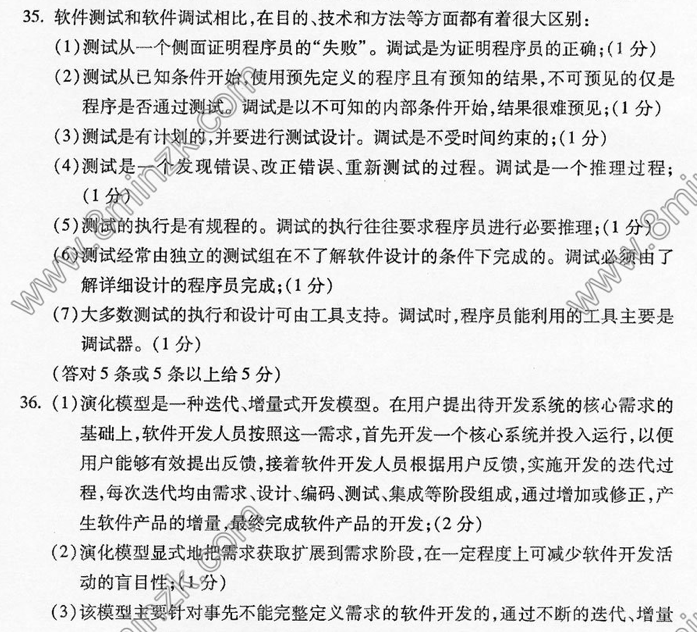 35. 软件测试和软件调试相比,在目的、技术和方法等方面都有着很大区别:
(1)测试从一个侧面证明程序员的“失败”。调试是为证明程序员的正确;(1 分)
(2)测试从已知条件开始,使用预先定义的程序且有预知的结果,不可预见的仅是
程序是否通过测试。调试是以不可知的内部条件开始,结果很难预见;(1 分)
(3)测试是有计划的,并要进行测试设计。调试是不受时间约束的;(1 分)
(4)测试是一个发现错误、改正错误、重新测试的过程。调试是一个推理过程;
(1 分)
(5)测试的执行是有规程的。调试的执行往往要求程序员进行必要推理;(1 分)
(6)测试经常由独立的测试组在不了解软件设计的条件下完成的。调试必须由了
解详细设计的程序员完成;(1 分)
(7)大多数测试的执行和设计可由工具支持。调试时,程序员能利用的工具主要是
调试器。(1 分)
(答对 5 条或 5 条以上给 5 分)
36. (1)演化模型是一种迭代、增量式开发模型。在用户提出待开发系统的核心需求的
基础上,软件开发人员按照这一需求,首先开发一个核心系统并投入运行,以便
用户能够有效提出反馈,接着软件开发人员根据用户反馈,实施开发的迭代过
程,每次迭代均由需求、设计、编码、测试、集成等阶段组成,通过增加或修正,产
生软件产品的增量,最终完成软件产品的开发;(2 分)
(2)演化模型显式地把需求获取扩展到需求阶段,在一定程度上可减少软件开发活
动的盲目性;(1 分)
(3)该模型主要针对事先不能完整定义需求的软件开发的,通过不断的迭代、增量
www.8minzk.com
www.8min
minzk.com